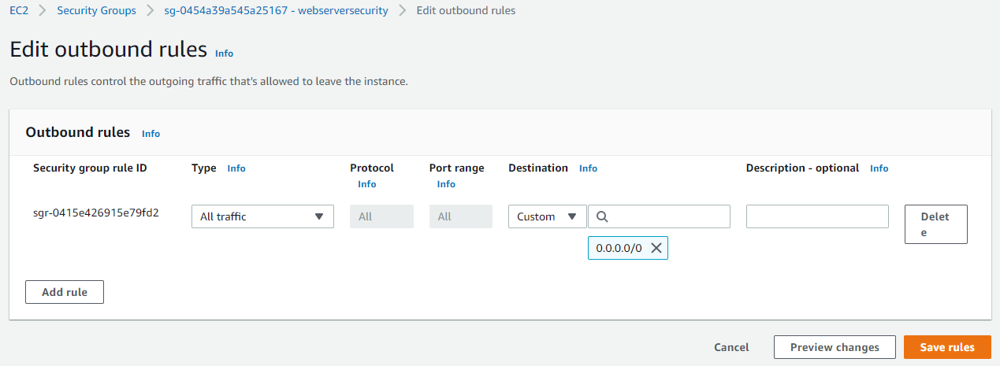 EC2 > Security Groups > sg-0454a39a545a25167 - webserversecurity > Edit outbound rules
Edit outbound rules Info
Outbound rules control the outgoing traffic that's allowed to leave the instance.
Outbound rules Info
Security group rule ID Type Info Protocol Info Port range Info Destination Info Description - optional Info
sgr-0415e426915e79fd2 All traffic All All Custom Delete
0.0.0.0/0
Add rule
Cancel Preview changes Save rules